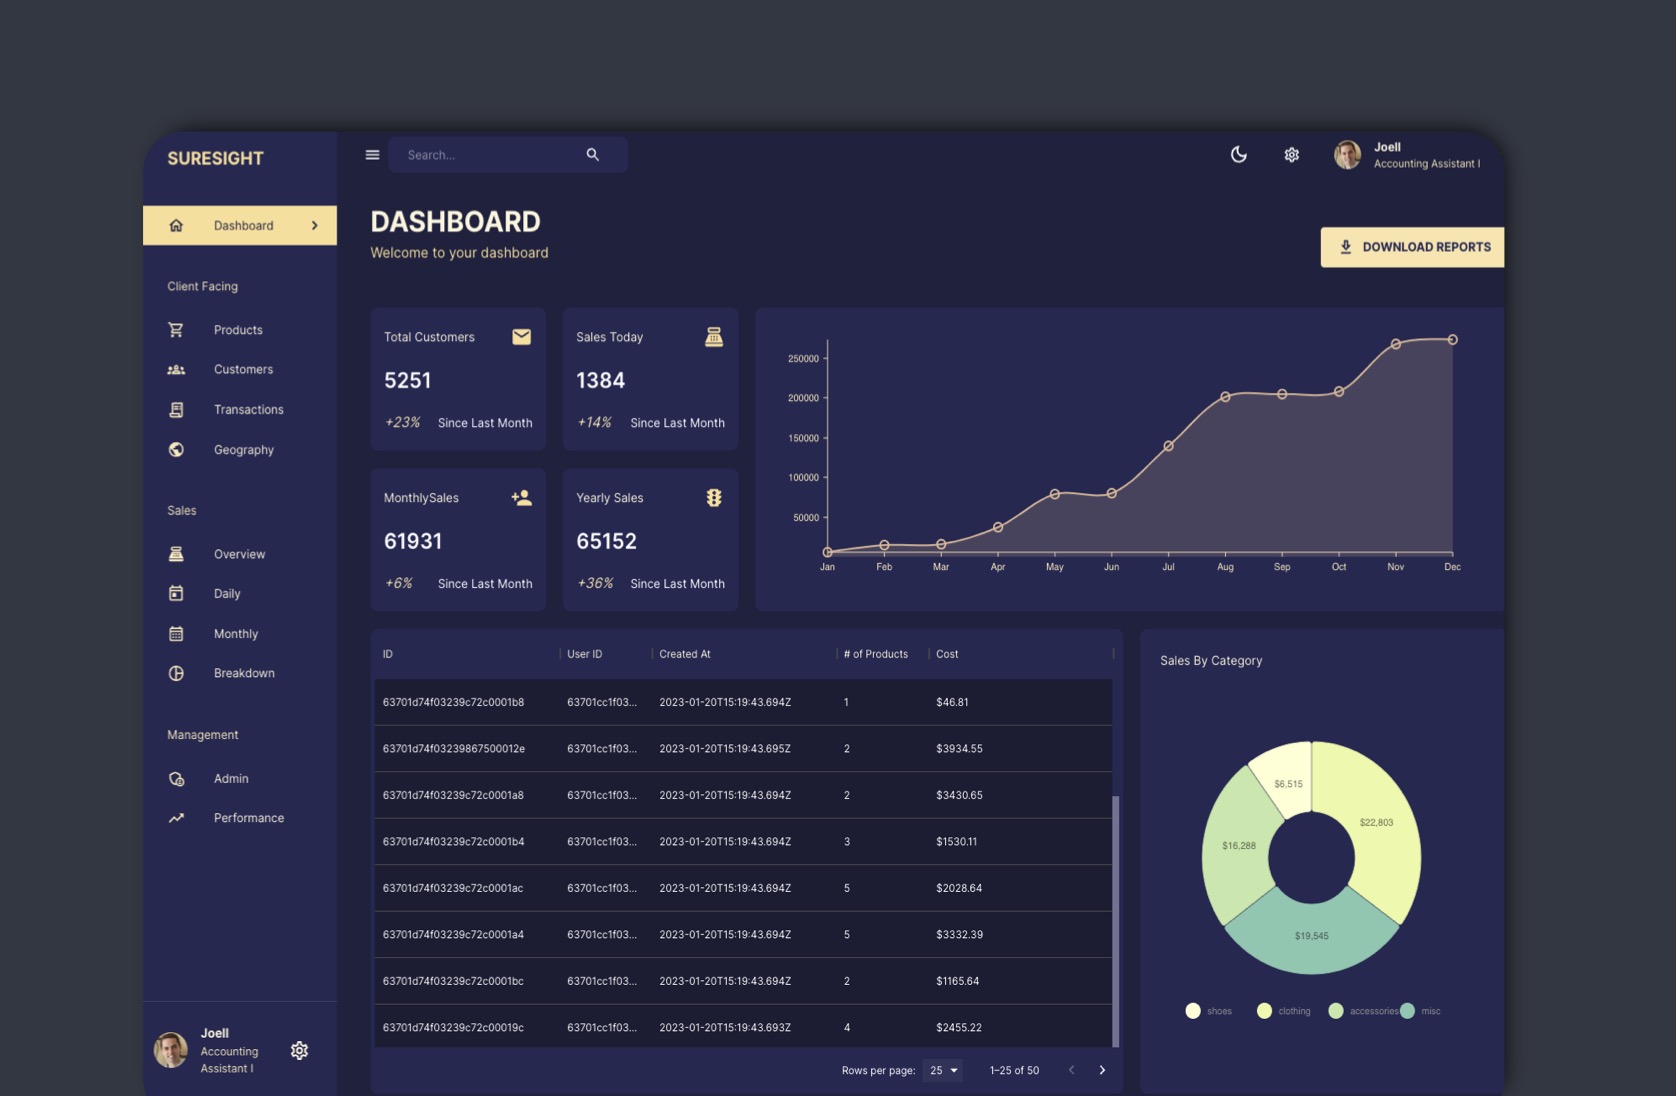 SURESIGHT
Search...
Joell
Accounting Assistant I
Dashboard
Client Facing
Products
Customers
Transactions
Geography
Sales
Overview
Daily
Monthly
Breakdown
Management
Admin
Performance
Joell
Accounting
Assistant I
DASHBOARD
Welcome to your dashboard
DOWNLOAD REPORTS
Total Customers
5251
+23% Since Last Month
Sales Today
1384
+14% Since Last Month
MonthlySales
61931
+6% Since Last Month
Yearly Sales
65152
+36% Since Last Month
250000
200000
150000
100000
50000
Jan Feb Mar Apr May Jun Jul Aug Sep Oct Nov Dec
ID User ID Created At # of Products Cost
63701d74f03239c72c0001b8 63701cc1f03... 2023-01-20T15:19:43.694Z 1 $46.81
63701d74f03239867500012e 63701cc1f03... 2023-01-20T15:19:43.695Z 2 $3934.55
63701d74f03239c72c0001a8 63701cc1f03... 2023-01-20T15:19:43.694Z 2 $3430.65
63701d74f03239c72c0001b4 63701cc1f03... 2023-01-20T15:19:43.694Z 3 $1530.11
63701d74f03239c72c0001ac 63701cc1f03... 2023-01-20T15:19:43.694Z 5 $2028.64
63701d74f03239c72c0001a4 63701cc1f03... 2023-01-20T15:19:43.694Z 5 $3332.39
63701d74f03239c72c0001bc 63701cc1f03... 2023-01-20T15:19:43.694Z 2 $1165.64
63701d74f03239c72c00019c 63701cc1f03... 2023-01-20T15:19:43.693Z 4 $2455.22
Rows per page: 25 1–25 of 50
Sales By Category
$6,515
$22,803
$16,288
$19,545
shoes clothing accessories misc